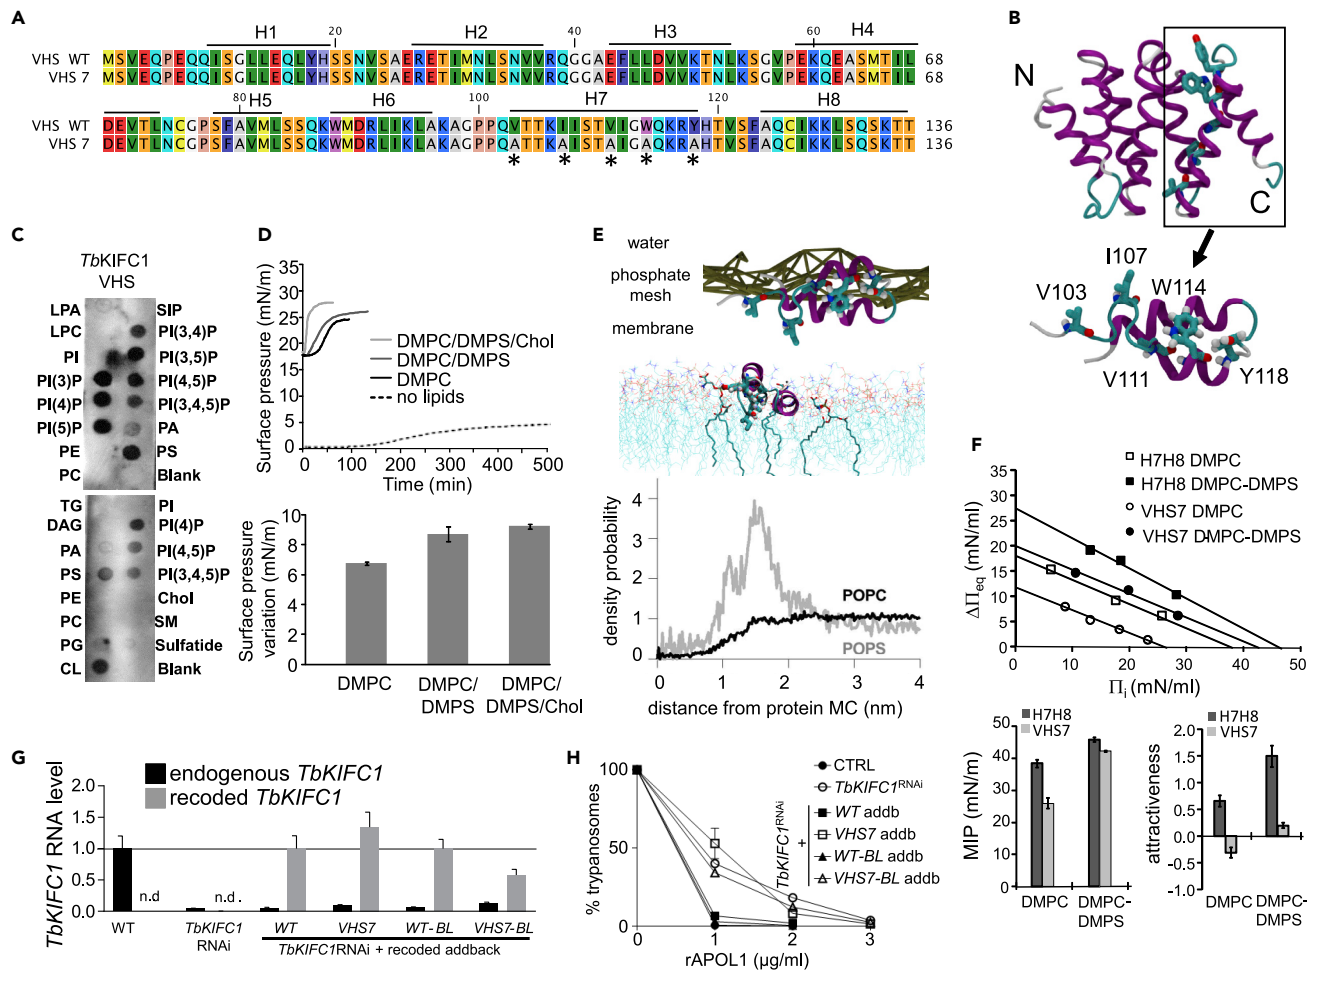 A
H1
20
H2
40
H3
60
H4
VHS WT
MSVEQPEQQISGLLEQLYHSSNVSAERETIMNLSNVVRQGGAEFLLDVVKTNLKSGVPEKQEASMTIL
68
VHS 7
MSVEQPEQQISGLLEQLYHSSNVSAERETIMNLSNVVRQGGAEFLLDVVKTNLKSGVPEKQEASMTIL
68
80
H5
H6
100
H7
120
H8
VHS WT
DEVTLNCGPSFAVMLSSQKWMDRLIKLAKAGPPQVTTKIISTVIGWQKRYHTVSFAQCIKKLSQSKTT
136
VHS 7
DEVTLNCGPSFAVMLSSQKWMDRLIKLAKAGPPQATTKAISTAIGAQKRAHTVSFAQCIKKLSQSKTT
136
* * * * *
B
N
C
I107
V103
W114
V111
Y118
C
TbKIFC1
VHS
LPA
SIP
LPC
PI(3,4)P
PI
PI(3,5)P
PI(3)P
PI(4,5)P
PI(4)P
PI(3,4,5)P
PI(5)P
PA
PE
PS
PC
Blank
TG
PI
DAG
PI(4)P
PA
PI(4,5)P
PS
PI(3,4,5)P
PE
Chol
PC
SM
PG
Sulfatide
CL
Blank
D
Surface pressure (mN/m)
35
30
25
20
15
10
5
0
DMPC/DMPS/Chol
DMPC/DMPS
DMPC
no lipids
0 100 200 300 400 500
Time (min)
Surface pressure
variation (mN/m)
10
8
6
4
2
0
DMPC
DMPC/
DMPS
DMPC/
DMPS/Chol
E
water
phosphate
mesh
membrane
density probability
4
3
2
1
0
POPC
POPS
0 1 2 3 4
distance from protein MC (nm)
F
H7H8 DMPC
H7H8 DMPC-DMPS
VHS7 DMPC
VHS7 DMPC-DMPS
ΔΠeq (mN/ml)
35
30
25
20
15
10
5
0
0 10 20 30 40 50
Πi (mN/ml)
H7H8
VHS7
MIP (mN/m)
50
40
30
20
10
0
DMPC
DMPC-
DMPS
H7H8
VHS7
attractiveness
2.0
1.5
1.0
0.5
0.0
-0.5
-1.0
DMPC
DMPC-
DMPS
G
endogenous TbKIFC1
recoded TbKIFC1
TbKIFC1 RNA level
2.0
1.5
1.0
0.5
0.0
n.d
n.d.
WT
TbKIFC1
RNAi
WT
VHS7
WT-BL
VHS7-BL
TbKIFC1RNAi + recoded addback
H
% trypanosomes
100
50
0
CTRL
TbKIFC1RNAi
TbKIFC1RNAi
+
WT addb
VHS7 addb
WT-BL addb
VHS7-BL addb
0 1 2 3
rAPOL1 (µg/ml)